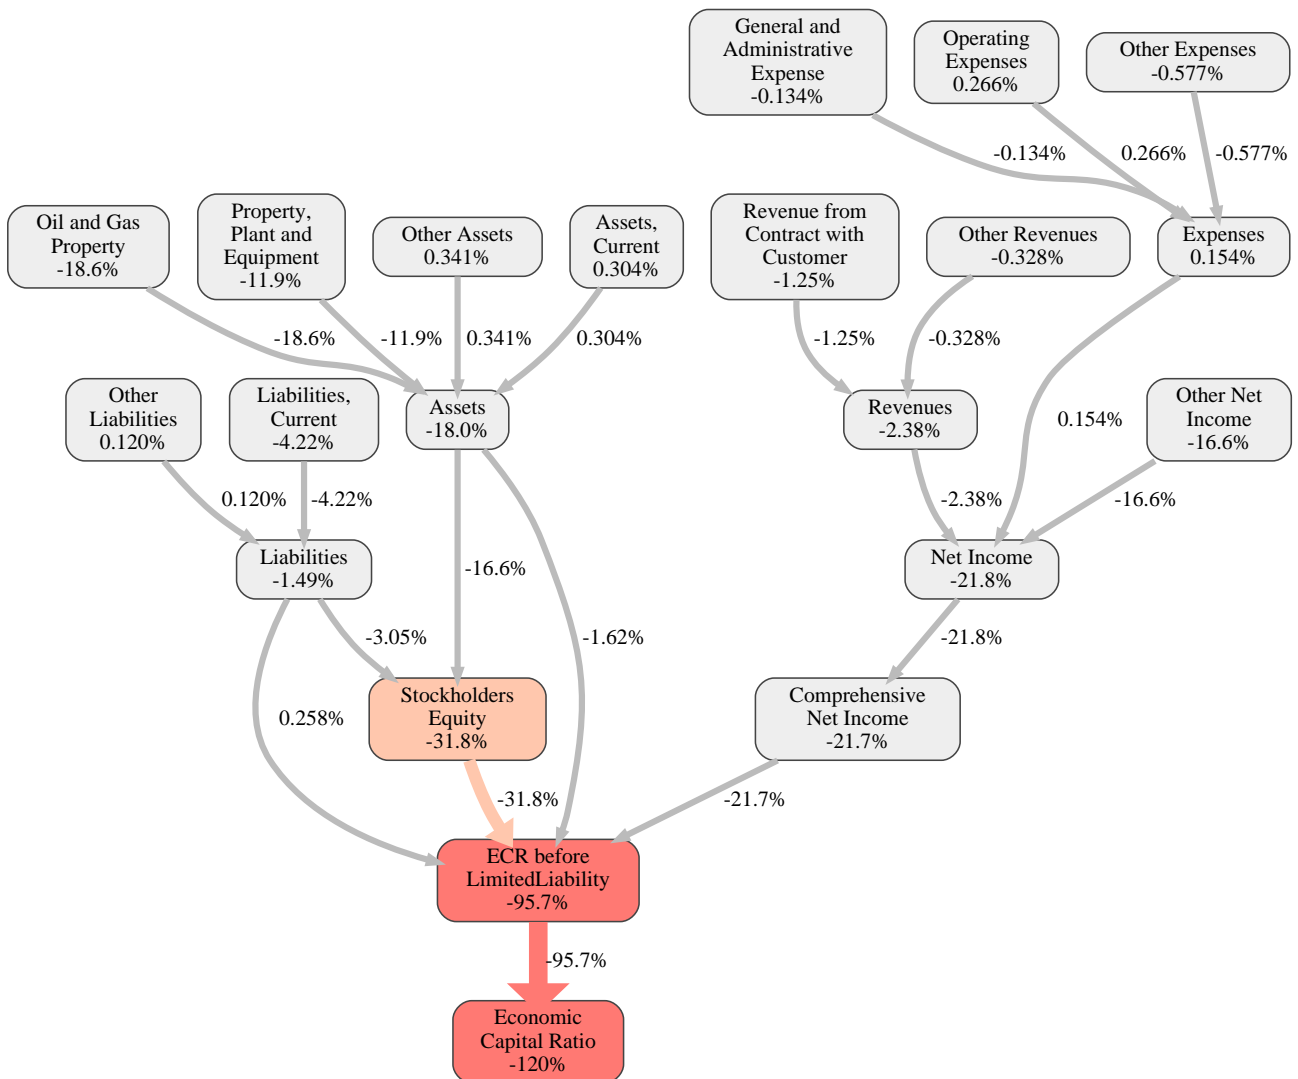 General and
Administrative
Expense
-0.134%
Operating
Expenses
0.266%
Other Expenses
-0.577%
-0.134%
0.266%
-0.577%
Oil and Gas
Property
-18.6%
Property,
Plant and
Equipment
-11.9%
Other Assets
0.341%
Assets,
Current
0.304%
Revenue from
Contract with
Customer
-1.25%
Other Revenues
-0.328%
Expenses
0.154%
-18.6%
-11.9%
0.341%
0.304%
-1.25%
-0.328%
Other
Liabilities
0.120%
Liabilities,
Current
-4.22%
Assets
-18.0%
Revenues
-2.38%
0.154%
Other Net
Income
-16.6%
0.120%
-4.22%
-2.38%
-16.6%
Liabilities
-1.49%
-16.6%
Net Income
-21.8%
-3.05%
-1.62%
-21.8%
0.258%
Stockholders
Equity
-31.8%
Comprehensive
Net Income
-21.7%
-31.8%
-21.7%
ECR before
LimitedLiability
-95.7%
-95.7%
Economic
Capital Ratio
-120%